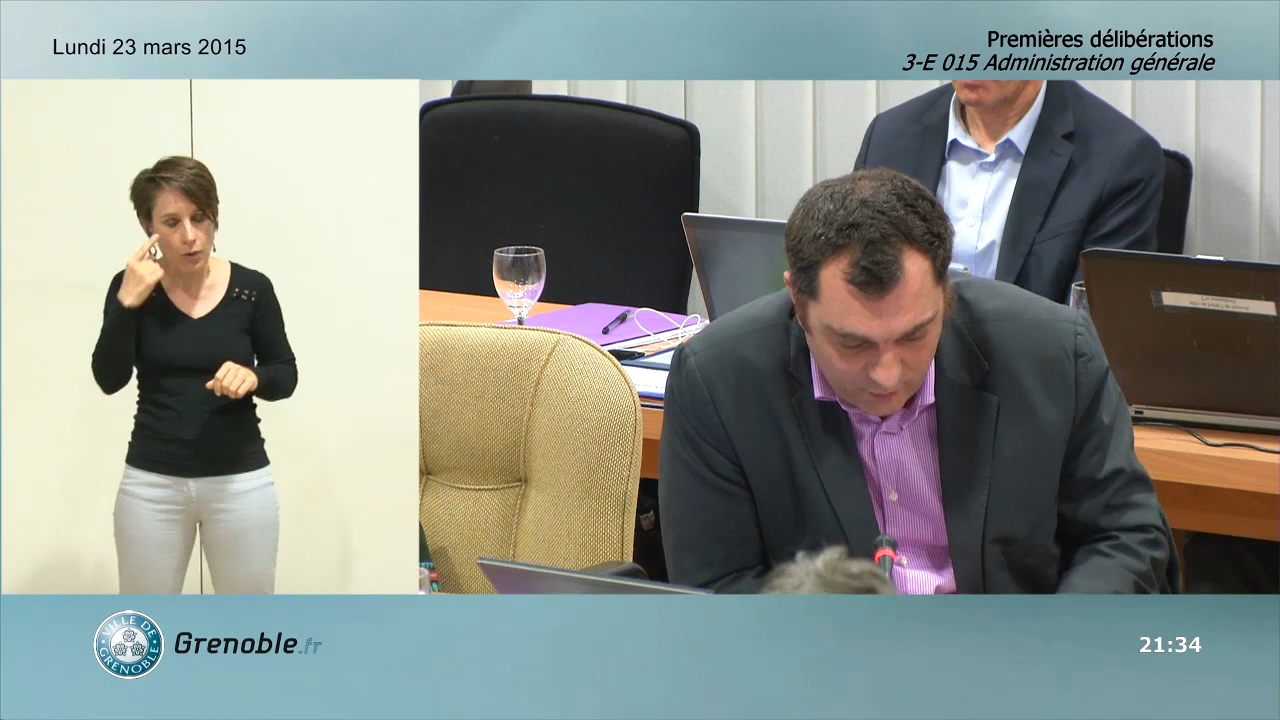 Lundi 23 mars 2015
Premières délibérations
3-E 015 Administration générale
VILLE DE GRENOBLE
Grenoble.fr
21:34